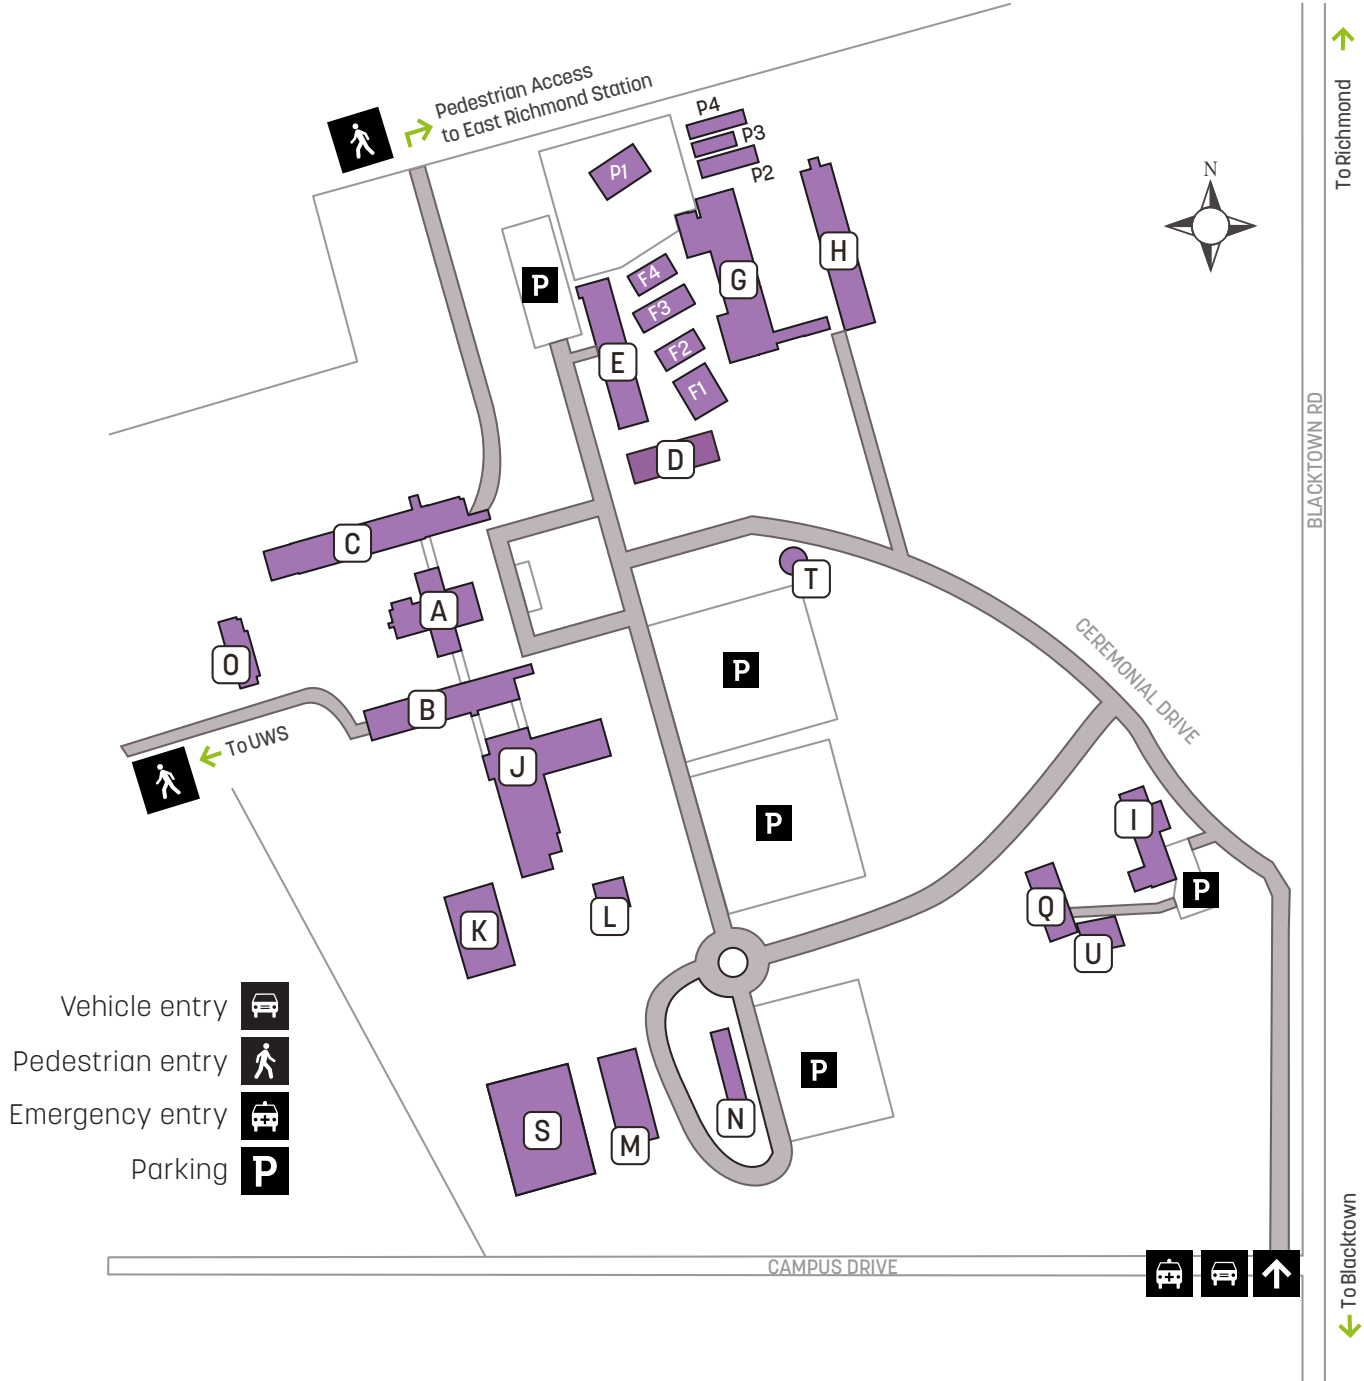 Pedestrian Access
to East Richmond Station
To Richmond
P4
P3
P2
P1
N
H
G
F4
F3
F2
F1
P
E
D
BLACKTOWN RD
C
A
T
O
B
P
CEREMONIAL DRIVE
To UWS
J
P
I
P
Q
U
K
L
Vehicle entry
Pedestrian entry
Emergency entry
Parking P
P
N
S
M
To Blacktown
CAMPUS DRIVE